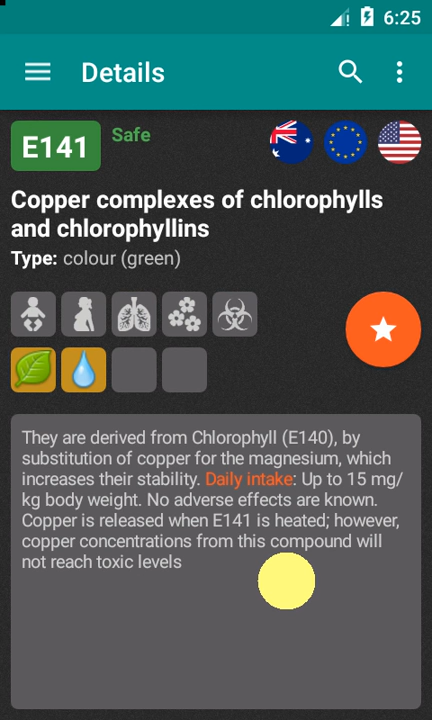 6:25
Details
E141 Safe
Copper complexes of chlorophylls
and chlorophyllins
Type: colour (green)
They are derived from Chlorophyll (E140), by
substitution of copper for the magnesium, which
increases their stability. Daily intake: Up to 15 mg/
kg body weight. No adverse effects are known.
Copper is released when E141 is heated; however,
copper concentrations from this compound will
not reach toxic levels